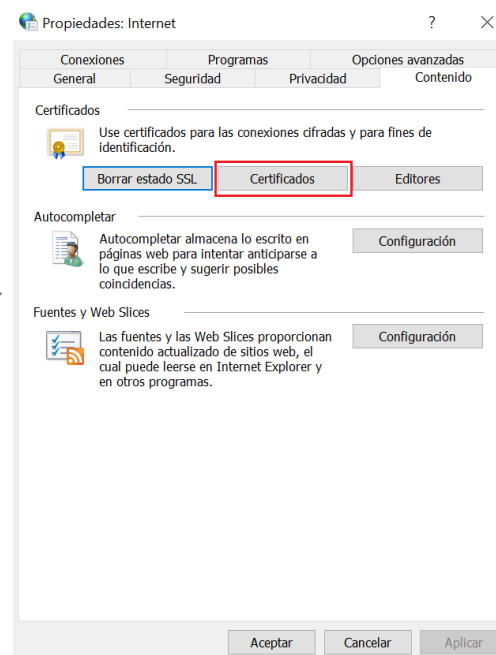 Propiedades: Internet
Conexiones Programas Opciones avanzadas
General Seguridad Privacidad Contenido
Certificados
Use certificados para las conexiones cifradas y para fines de
identificación.
Borrar estado SSL Certificados Editores
Autocompletar
Autocompletar almacena lo escrito en
páginas web para intentar anticiparse a
lo que escribe y sugerir posibles
coincidencias.
Configuración
Fuentes y Web Slices
Las fuentes y las Web Slices proporcionan
contenido actualizado de sitios web, el
cual puede leerse en Internet Explorer y
en otros programas.
Configuración
Aceptar Cancelar Aplicar